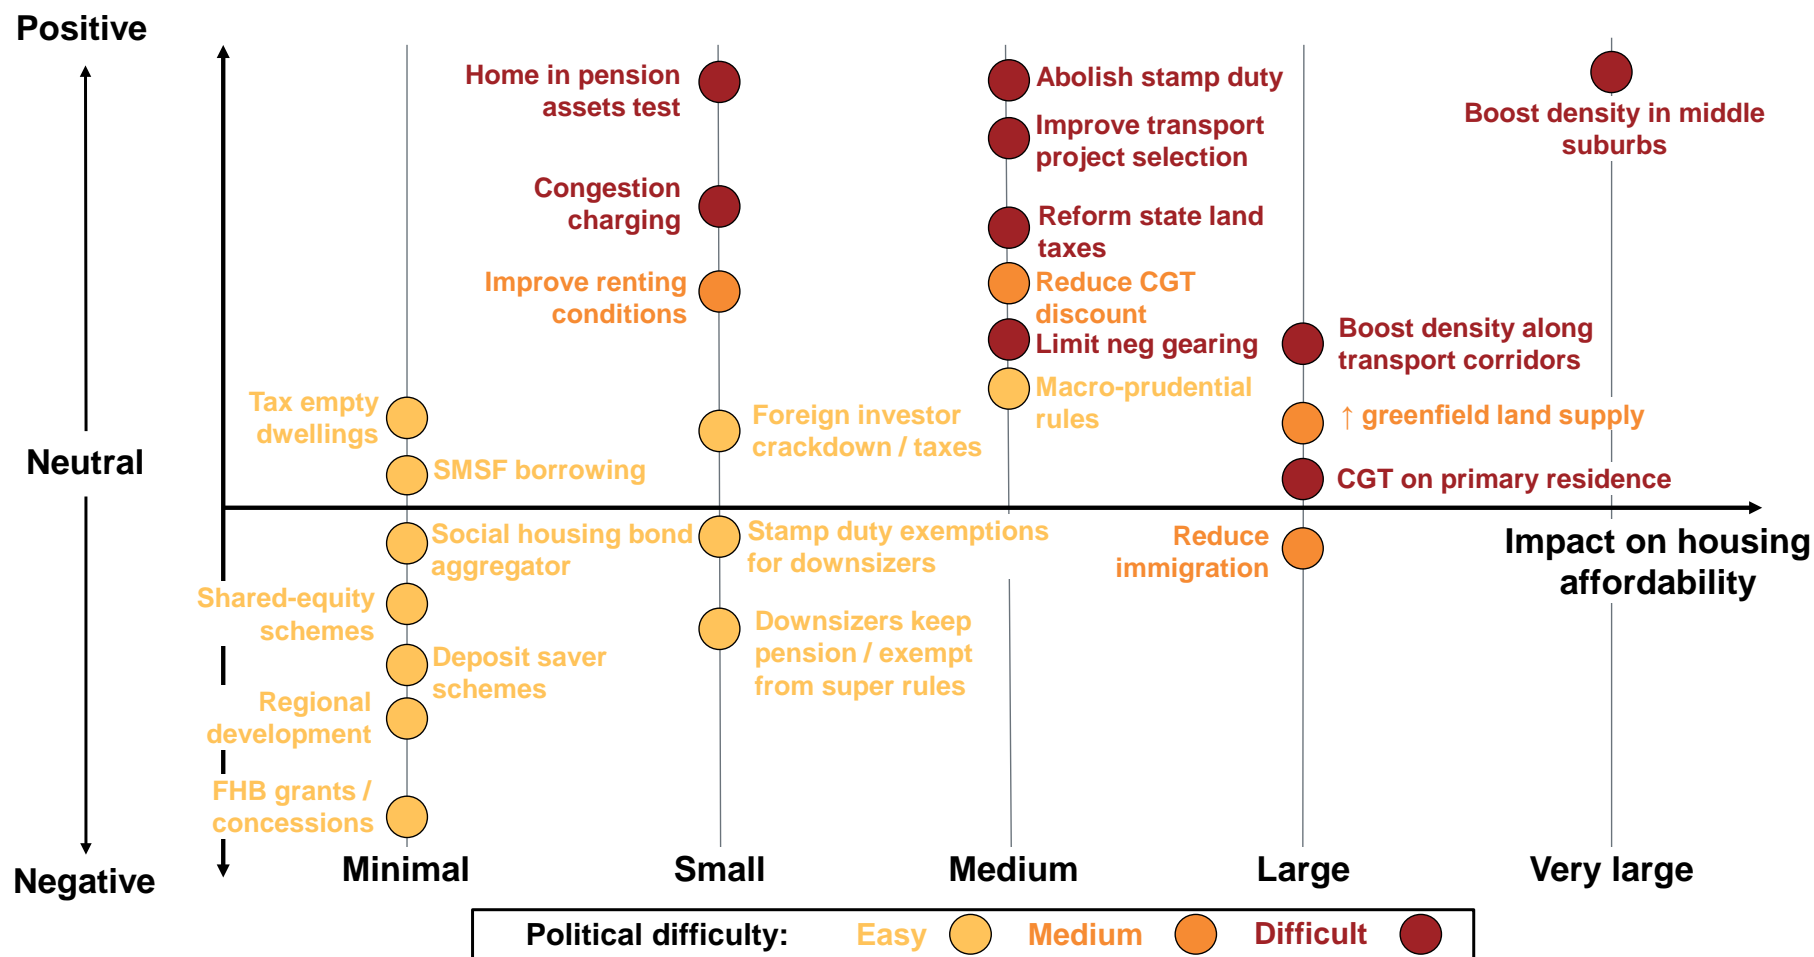 Positive
Neutral
Negative
Home in pension
assets test
Congestion
charging
Improve renting
conditions
Abolish stamp duty
Improve transport
project selection
Reform state land
taxes
Reduce CGT
discount
Limit neg gearing
Macro-prudential
rules
Boost density in middle
suburbs
Boost density along
transport corridors
↑ greenfield land supply
CGT on primary residence
Tax empty
dwellings
SMSF borrowing
Foreign investor
crackdown / taxes
Social housing bond
aggregator
Stamp duty exemptions
for downsizers
Reduce
immigration
Impact on housing
affordability
Shared-equity
schemes
Deposit saver
schemes
Downsizers keep
pension / exempt
from super rules
Regional
development
FHB grants /
concessions
Minimal
Small
Medium
Large
Very large
Political difficulty: Easy Medium Difficult